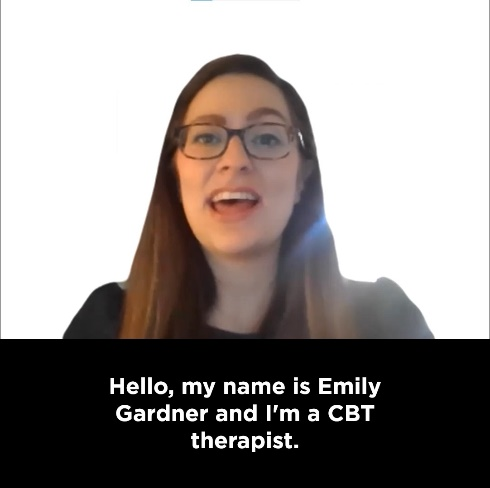 Hello, my name is Emily
Gardner and I'm a CBT
therapist.